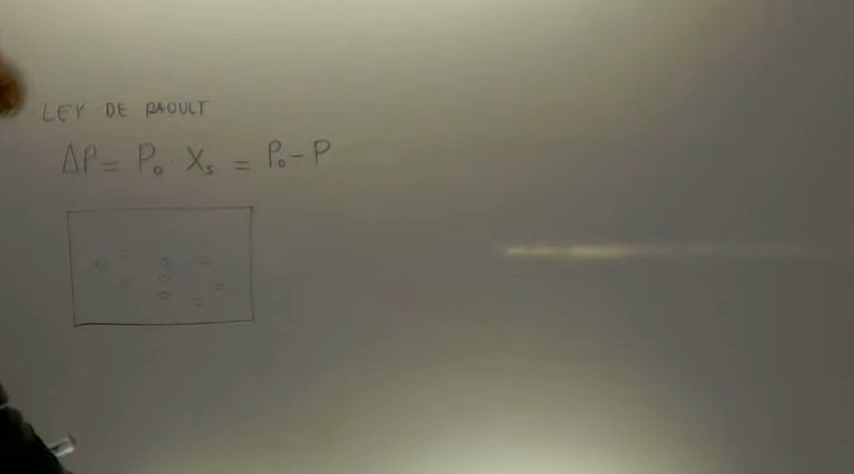 LEY DE RAOULT
ΔP = P₀ Xₛ = P₀ - P